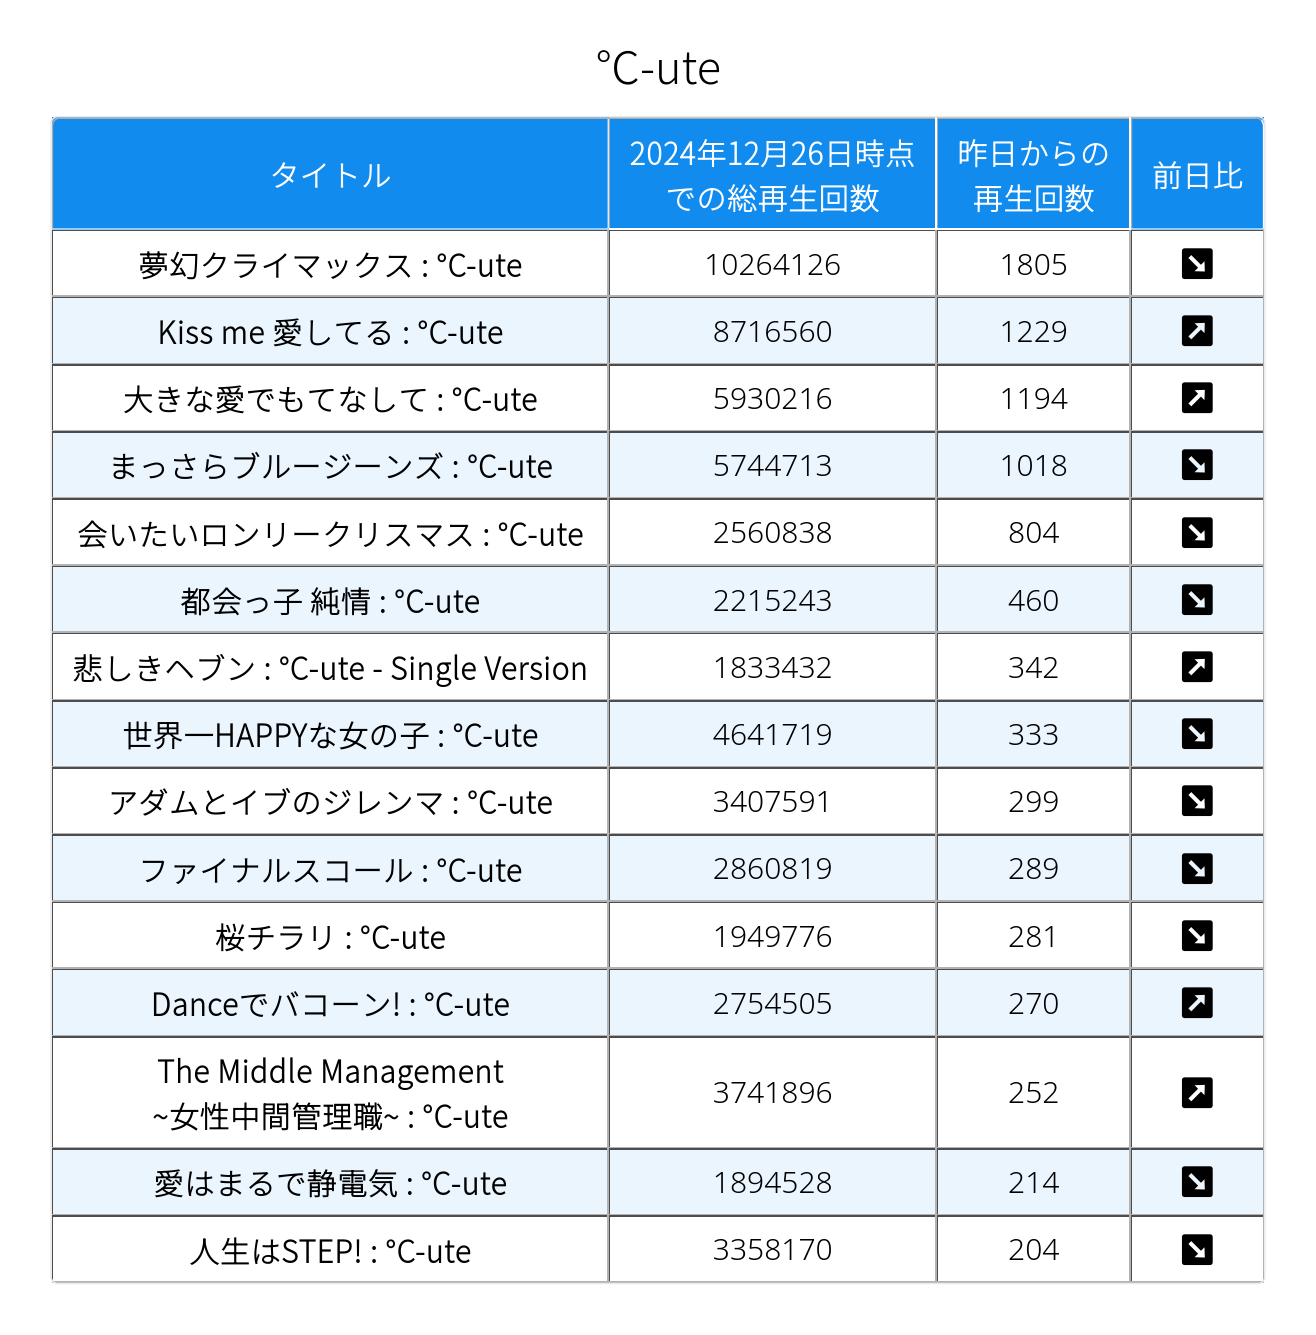 ℃-ute
タイトル
2024年12月26日時点
での総再生回数
昨日からの
再生回数
前日比
夢幻クライマックス : ℃-ute 10264126 1805
Kiss me 愛してる : ℃-ute 8716560 1229
大きな愛でもてなして : ℃-ute 5930216 1194
まっさらブルージーンズ : ℃-ute 5744713 1018
会いたいロンリークリスマス : ℃-ute 2560838 804
都会っ子 純情 : ℃-ute 2215243 460
悲しきヘブン : ℃-ute - Single Version 1833432 342
世界一HAPPYな女の子 : ℃-ute 4641719 333
アダムとイブのジレンマ : ℃-ute 3407591 299
ファイナルスコール : ℃-ute 2860819 289
桜チラリ : ℃-ute 1949776 281
Danceでバコーン! : ℃-ute 2754505 270
The Middle Management
~女性中間管理職~ : ℃-ute 3741896 252
愛はまるで静電気 : ℃-ute 1894528 214
人生はSTEP! : ℃-ute 3358170 204